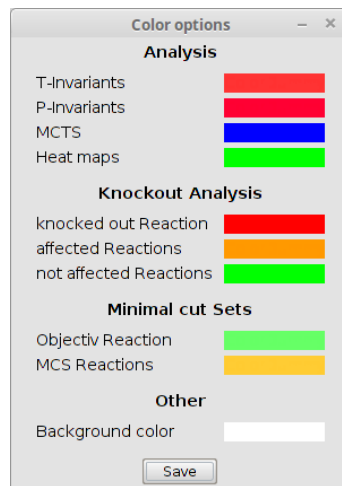 Color options
Analysis
T-Invariants
P-Invariants
MCTS
Heat maps
Knockout Analysis
knocked out Reaction
affected Reactions
not affected Reactions
Minimal cut Sets
Objectiv Reaction
MCS Reactions
Other
Background color
Save